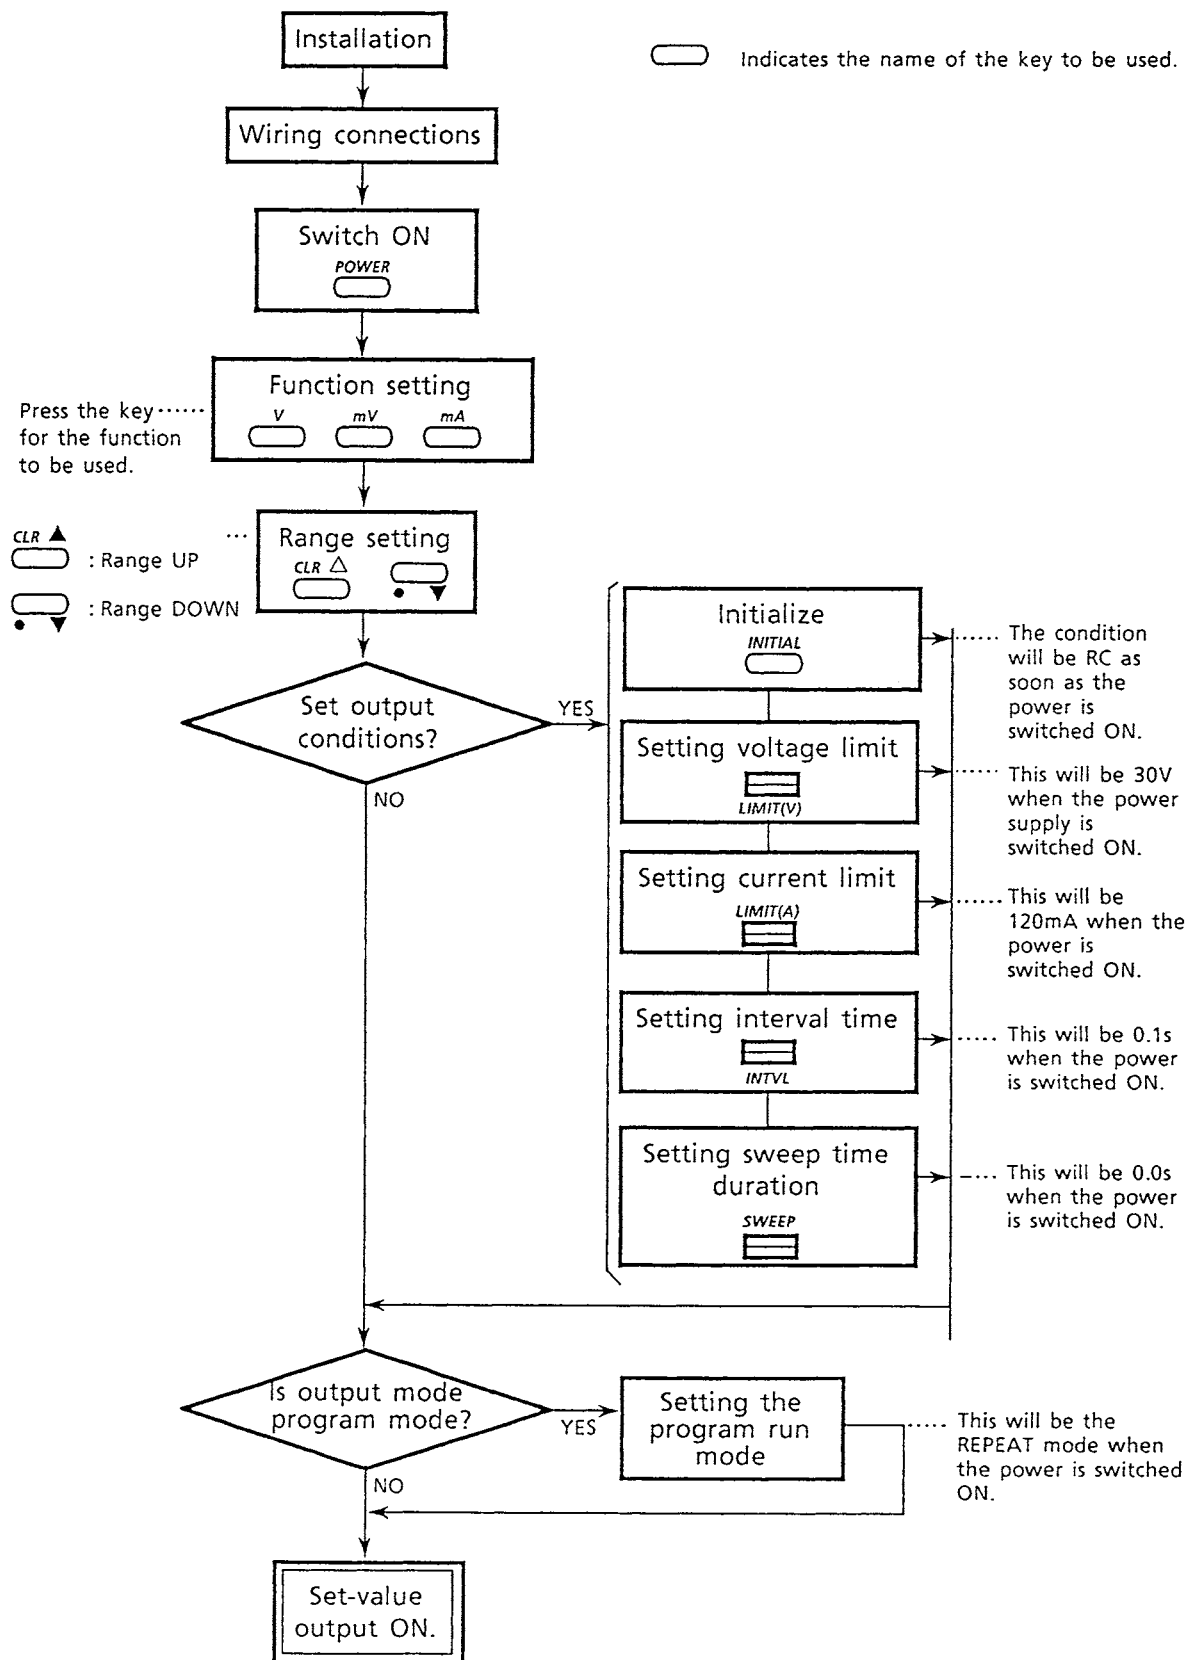 Installation
Indicates the name of the key to be used.
Wiring connections
Switch ON
POWER
Function setting
V mV mA
Press the key
for the function
to be used.
CLR ▲
: Range UP
: Range DOWN
● ▼
Range setting
CLR △
● ▼
Set output
conditions?
YES
NO
Initialize
INITIAL
The condition
will be RC as
soon as the
power is
switched ON.
Setting voltage limit
LIMIT(V)
This will be 30V
when the power
supply is
switched ON.
Setting current limit
LIMIT(A)
This will be
120mA when the
power is
switched ON.
Setting interval time
INTVL
This will be 0.1s
when the power
is switched ON.
Setting sweep time
duration
SWEEP
This will be 0.0s
when the power
is switched ON.
Is output mode
program mode?
YES
NO
Setting the
program run
mode
This will be the
REPEAT mode when
the power is switched
ON.
Set-value
output ON.